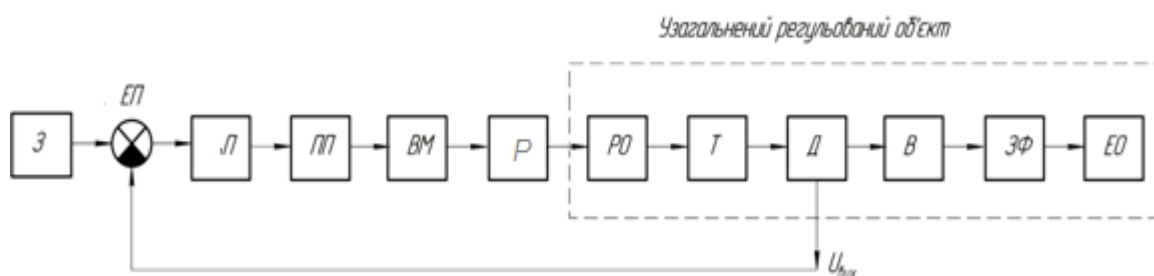 Узагальнений регульований об'єкт
ЕП
З
Л
ПП
ВМ
Р
РО
Т
Д
В
ЗФ
ЕО
Uвих